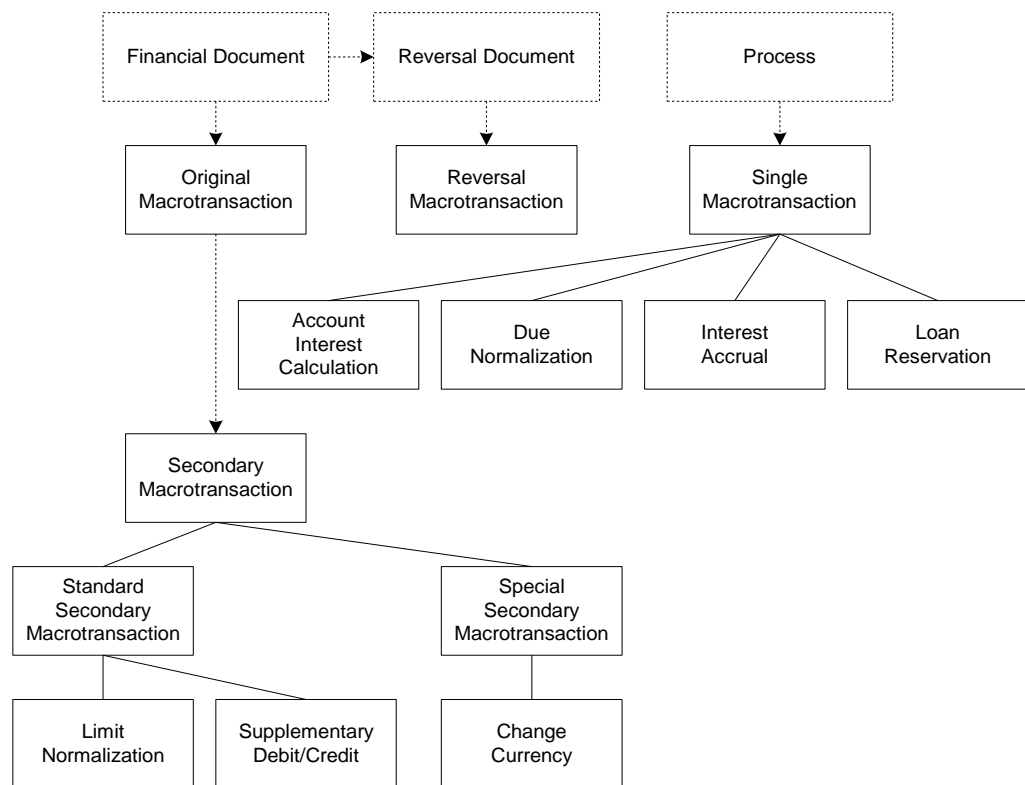 Financial Document
Reversal Document
Process
Original
Macrotransaction
Reversal
Macrotransaction
Single
Macrotransaction
Account
Interest
Calculation
Due
Normalization
Interest
Accrual
Loan
Reservation
Secondary
Macrotransaction
Standard
Secondary
Macrotransaction
Special
Secondary
Macrotransaction
Limit
Normalization
Supplementary
Debit/Credit
Change
Currency